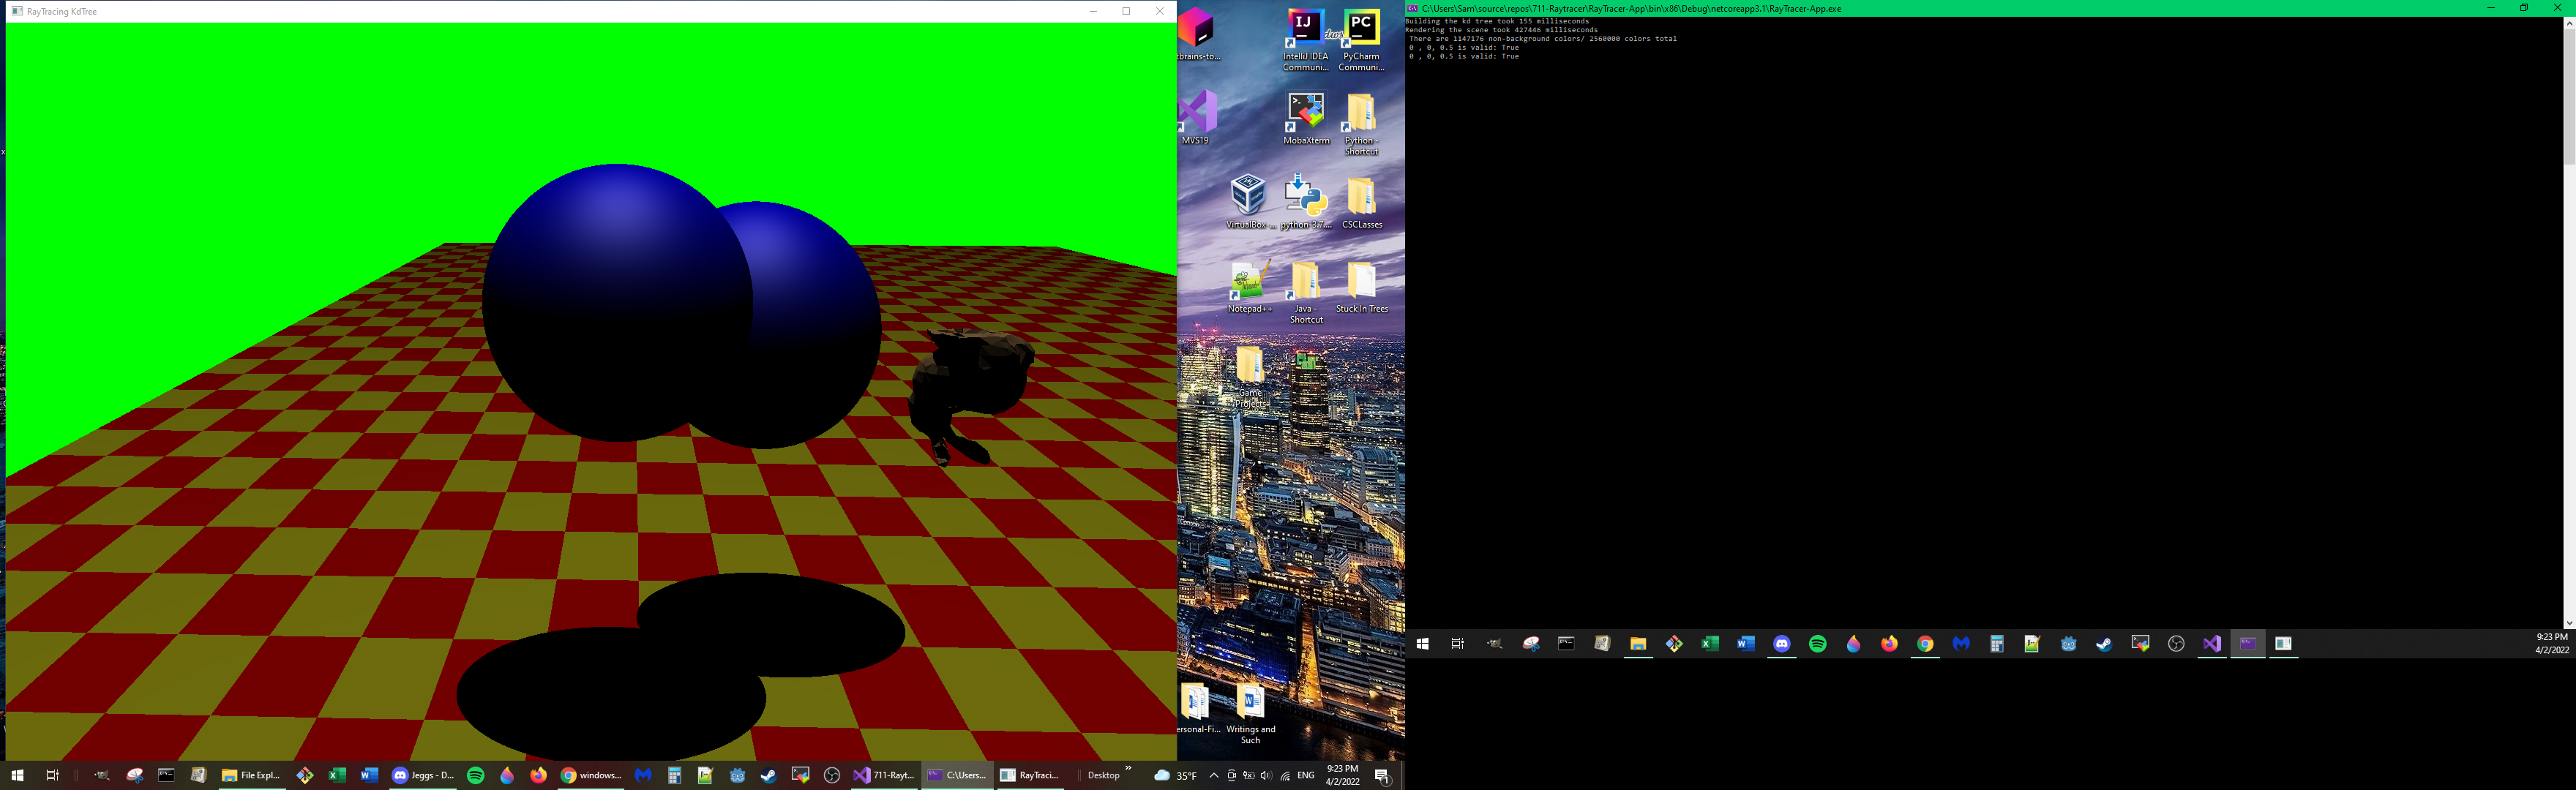 RayTracing KdTree
tbrains-to...
IntelliJ IDEA
Communi...
PyCharm
Communi...
MVS19
MobaXterm
Python -
Shortcut
VirtualBox-...
python-3.7....
CSCClasses
Notepad++
Java -
Shortcut
Stuck In Trees
Game
Projects
ersonal-Fi...
Writings and
Such
File Expl...
Jeggs - D...
windows...
711-Rayt...
C:\Users...
RayTraci...
Desktop
35°F
ENG
9:23 PM
4/2/2022
C:\Users\Sam\source\repos\711-Raytracer\RayTracer-App\bin\x86\Debug\netcoreapp3.1\RayTracer-App.exe
Building the kd tree took 155 milliseconds
Rendering the scene took 427446 milliseconds
There are 1147176 non-background colors/ 2560000 colors total
0 , 0, 0.5 is valid: True
0 , 0, 0.5 is valid: True
9:23 PM
4/2/2022